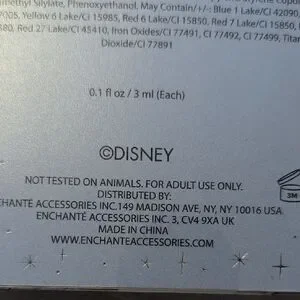 Silylate, Phenoxyethanol, May Contain/+/-: Blue 1 Lake/CI 42090,
Yellow 6 Lake/CI 15985, Red 6 Lake/CI 15850, Red 7 Lake/CI 15850,
Red 27 Lake/CI 45410, Iron Oxides/CI 77491, CI 77492, CI 77499,
Dioxide/CI 77891
0.1 fl oz / 3 ml (Each)
©DISNEY
NOT TESTED ON ANIMALS. FOR ADULT USE ONLY.
DISTRIBUTED BY:
ACCESSORIES INC. 149 MADISON AVE, NY, NY 10016 USA
ENCHANTÉ ACCESSORIES INC. 3, CV4 9XA UK
MADE IN CHINA
WWW.ENCHANTEACCESSORIES.COM
3M